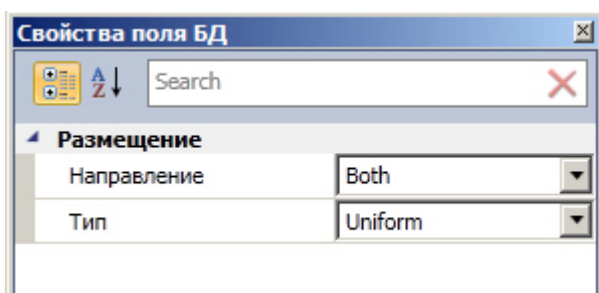 Свойства поля БД
A Z Search
Размещение
Направление Both
Тип Uniform